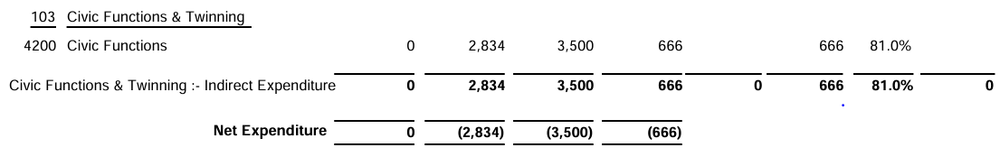 103 Civic Functions & Twinning
4200 Civic Functions 0 2,834 3,500 666 666 81.0%
Civic Functions & Twinning :- Indirect Expenditure 0 2,834 3,500 666 0 666 81.0% 0
Net Expenditure 0 (2,834) (3,500) (666)